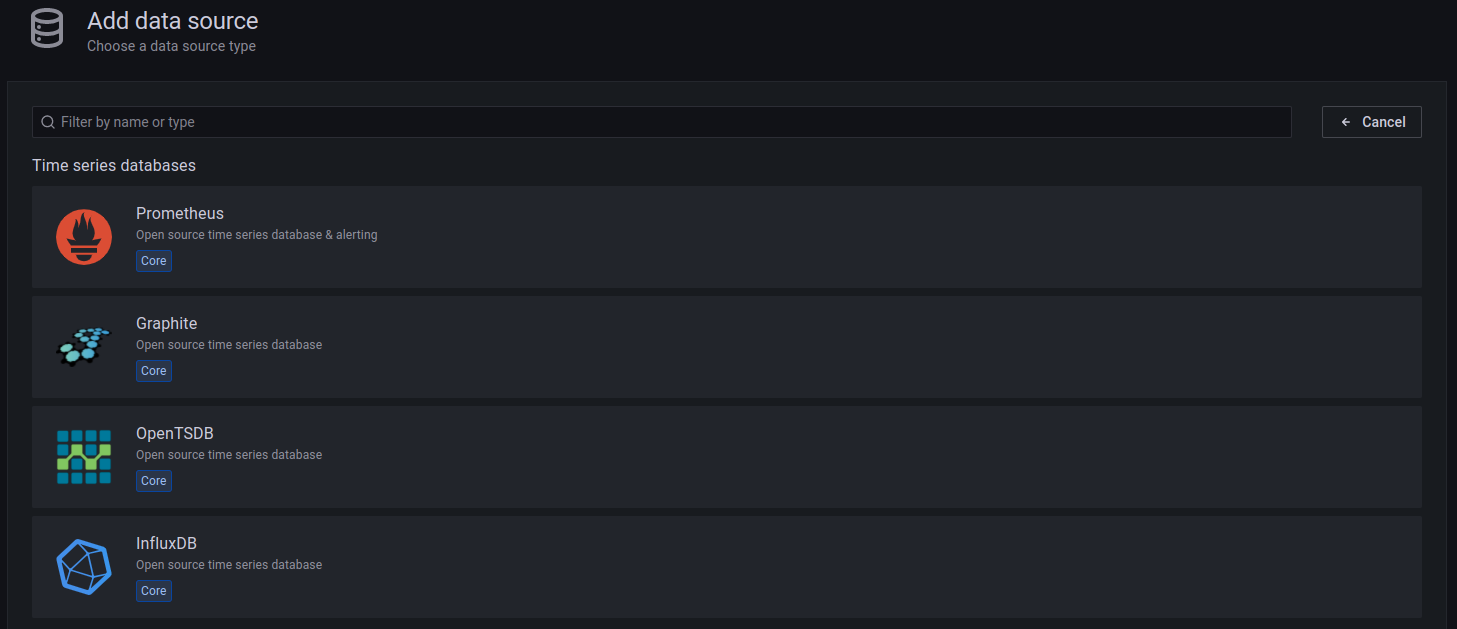 Add data source
Choose a data source type
Filter by name or type
Cancel
Time series databases
Prometheus
Open source time series database & alerting
Core
Graphite
Open source time series database
Core
OpenTSDB
Open source time series database
Core
InfluxDB
Open source time series database
Core